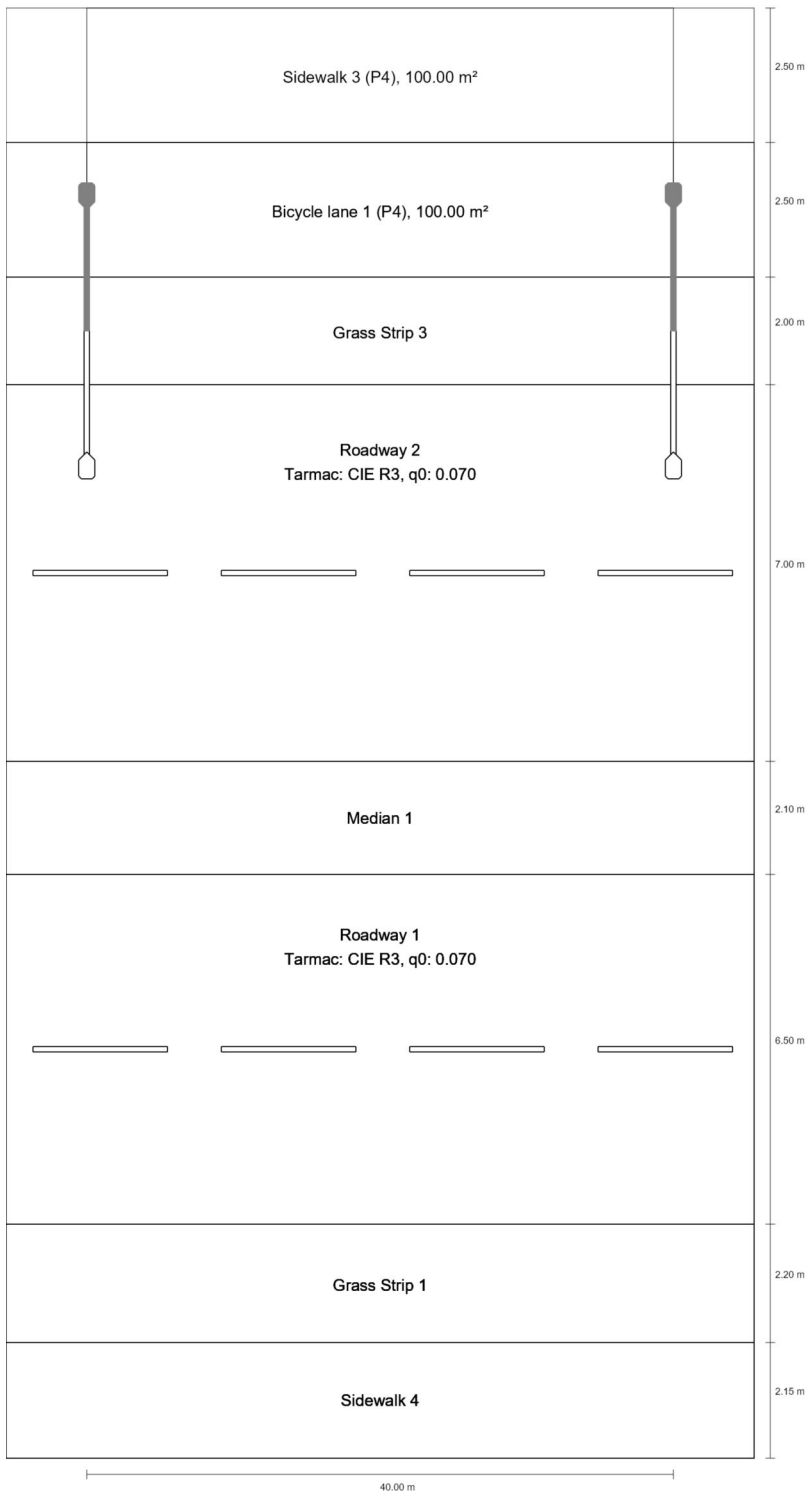 2.50 m
Sidewalk 3 (P4), 100.00 m²
2.50 m
Bicycle lane 1 (P4), 100.00 m²
2.00 m
Grass Strip 3
Roadway 2
Tarmac: CIE R3, q0: 0.070
7.00 m
2.10 m
Median 1
Roadway 1
Tarmac: CIE R3, q0: 0.070
6.50 m
2.20 m
Grass Strip 1
2.15 m
Sidewalk 4
40.00 m